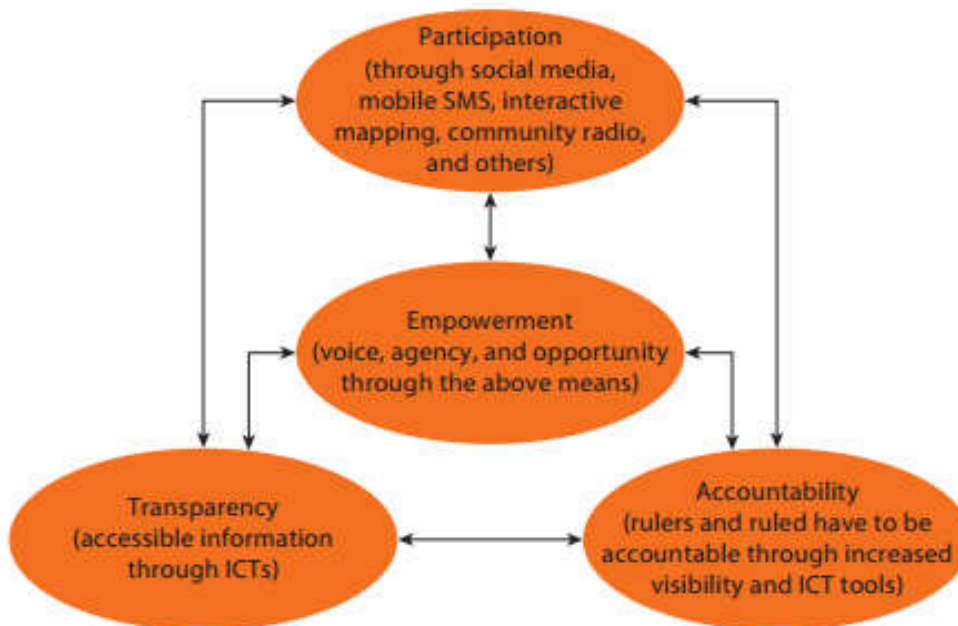 Participation
(through social media,
mobile SMS, interactive
mapping, community radio,
and others)
Empowerment
(voice, agency, and opportunity
through the above means)
Transparency
(accessible information
through ICTs)
Accountability
(rulers and ruled have to be
accountable through increased
visibility and ICT tools)